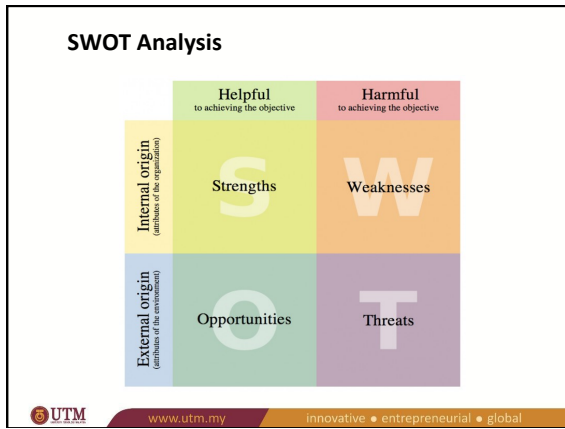 SWOT Analysis
Helpful
to achieving the objective
Harmful
to achieving the objective
Internal origin
(attributes of the organization)
S
Strengths
W
Weaknesses
External origin
(attributes of the environment)
O
Opportunities
T
Threats
UTM
www.utm.my
innovative ● entrepreneurial ● global